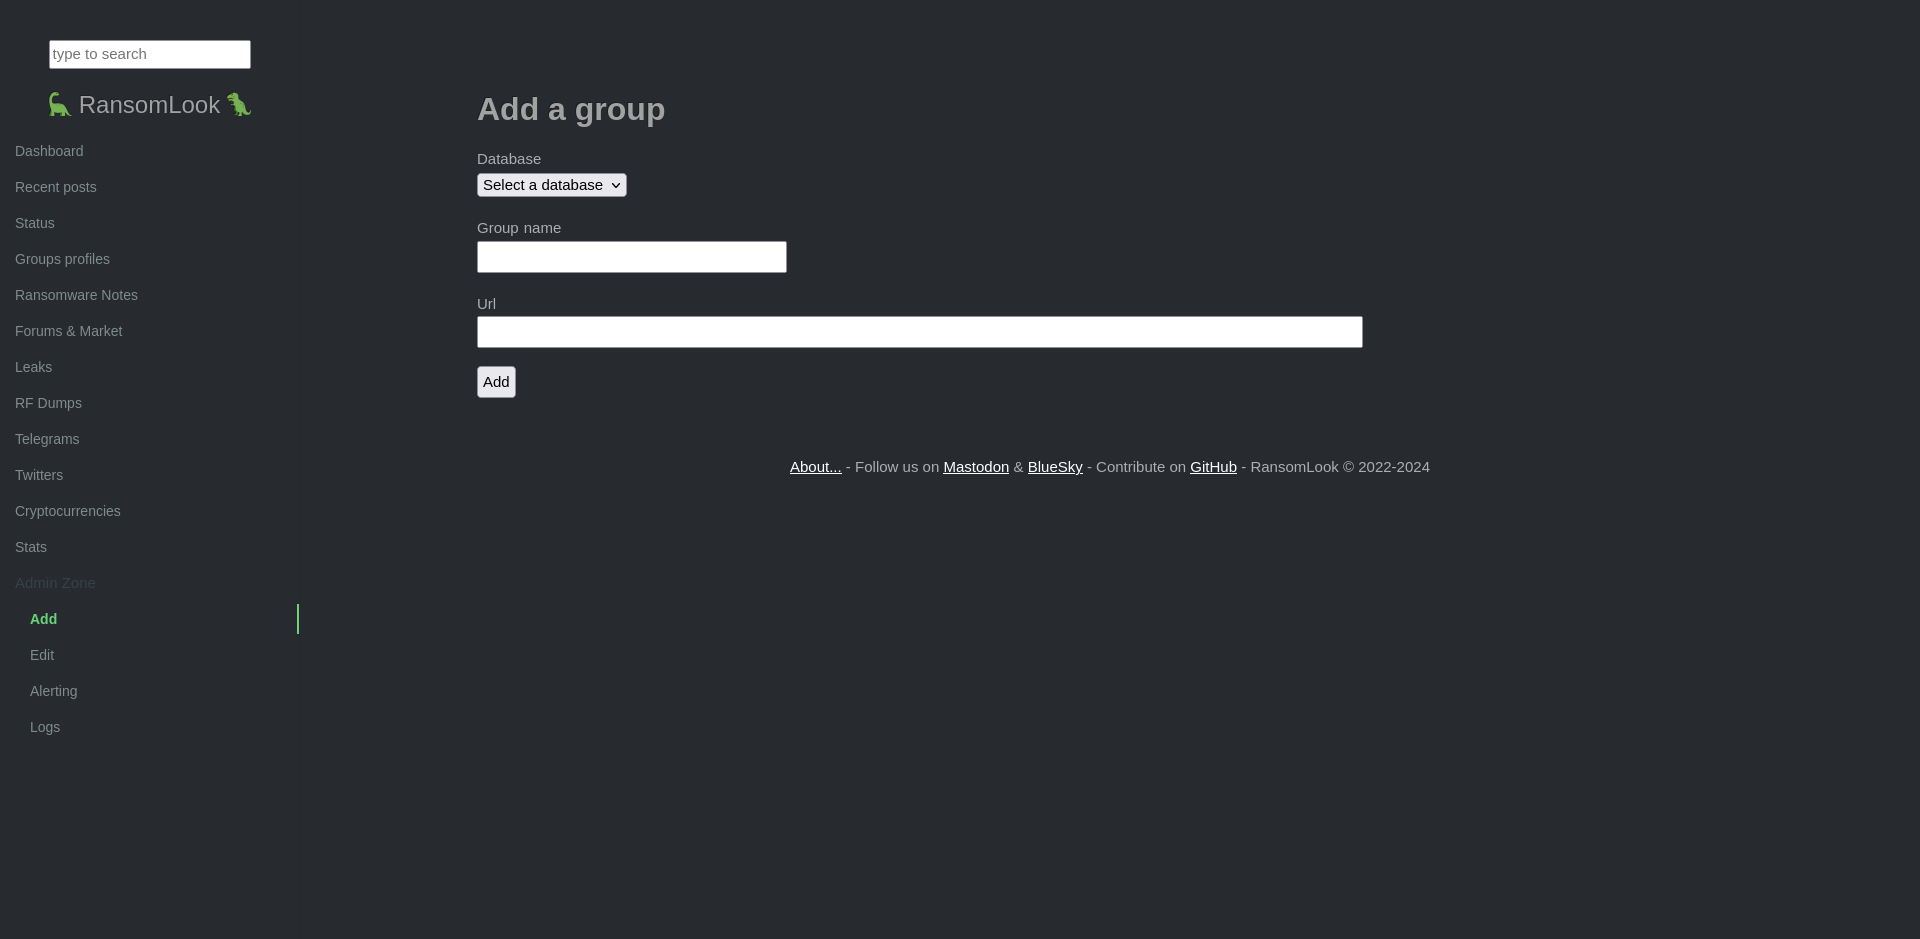 type to search
RansomLook
Dashboard
Recent posts
Status
Groups profiles
Ransomware Notes
Forums & Market
Leaks
RF Dumps
Telegrams
Twitters
Cryptocurrencies
Stats
Admin Zone
Add
Edit
Alerting
Logs
Add a group
Database
Select a database
Group name
Url
Add
About... - Follow us on Mastodon & BlueSky - Contribute on GitHub - RansomLook © 2022-2024